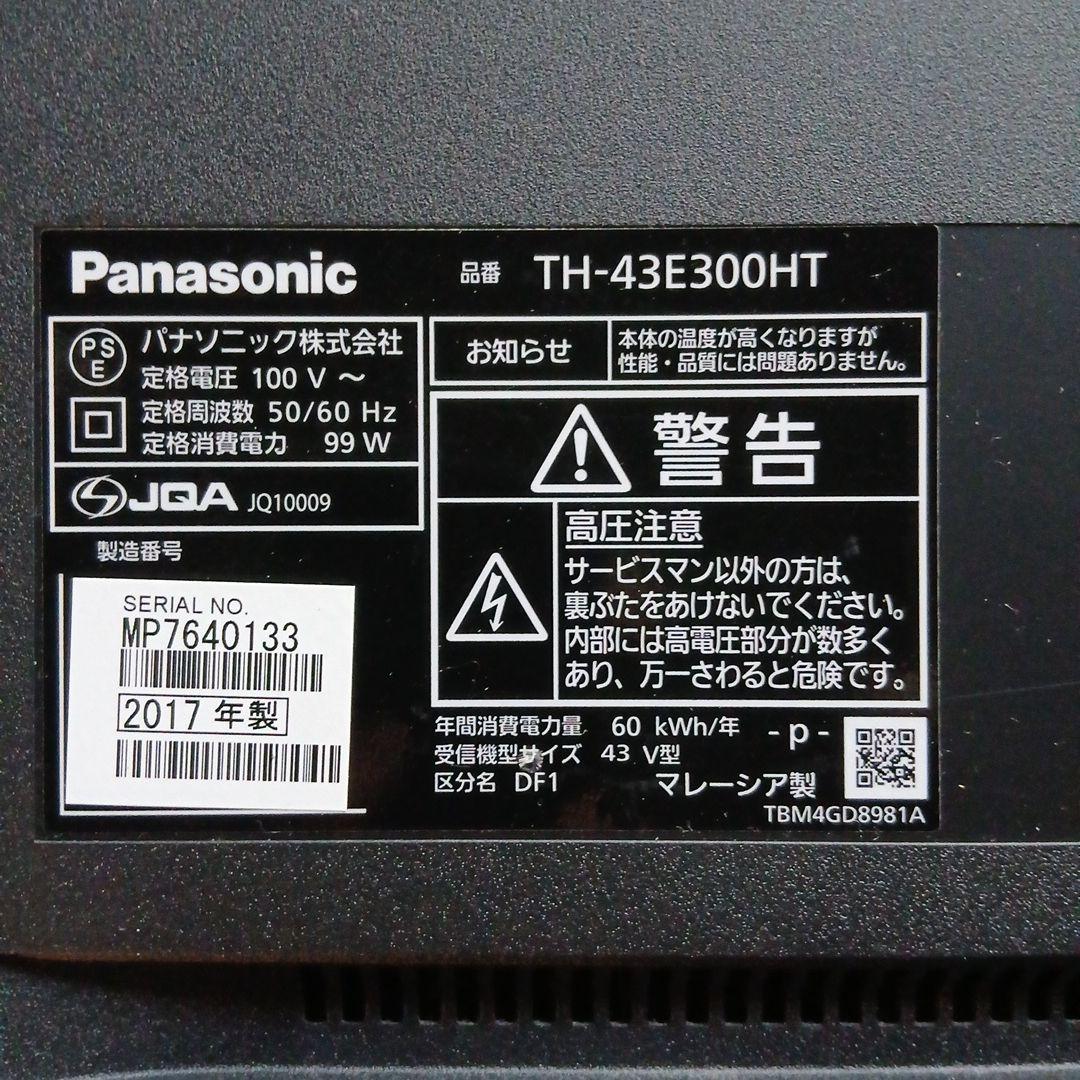 Panasonic
品番 TH-43E300HT
PSE パナソニック株式会社
定格電圧 100 V ～
定格周波数 50/60 Hz
定格消費電力 99 W
JQA JQ10009
製造番号
SERIAL NO.
MP7640133
2017 年製
お知らせ
本体の温度が高くなりますが
性能・品質には問題ありません。
警告
高圧注意
サービスマン以外の方は、
裏ぶたをあけないでください。
内部には高電圧部分が数多く
あり、万一さわると危険です。
年間消費電力量 60 kWh/年
受信機型サイズ 43 V型
区分名 DF1
- p -
マレーシア製
TBM4GD8981A